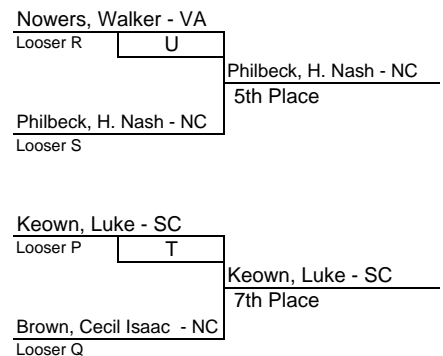 Nowers, Walker - VA
Looser R
U
Philbeck, H. Nash - NC
5th Place
Philbeck, H. Nash - NC
Looser S
Keown, Luke - SC
Looser P
T
Keown, Luke - SC
7th Place
Brown, Cecil Isaac - NC
Looser Q